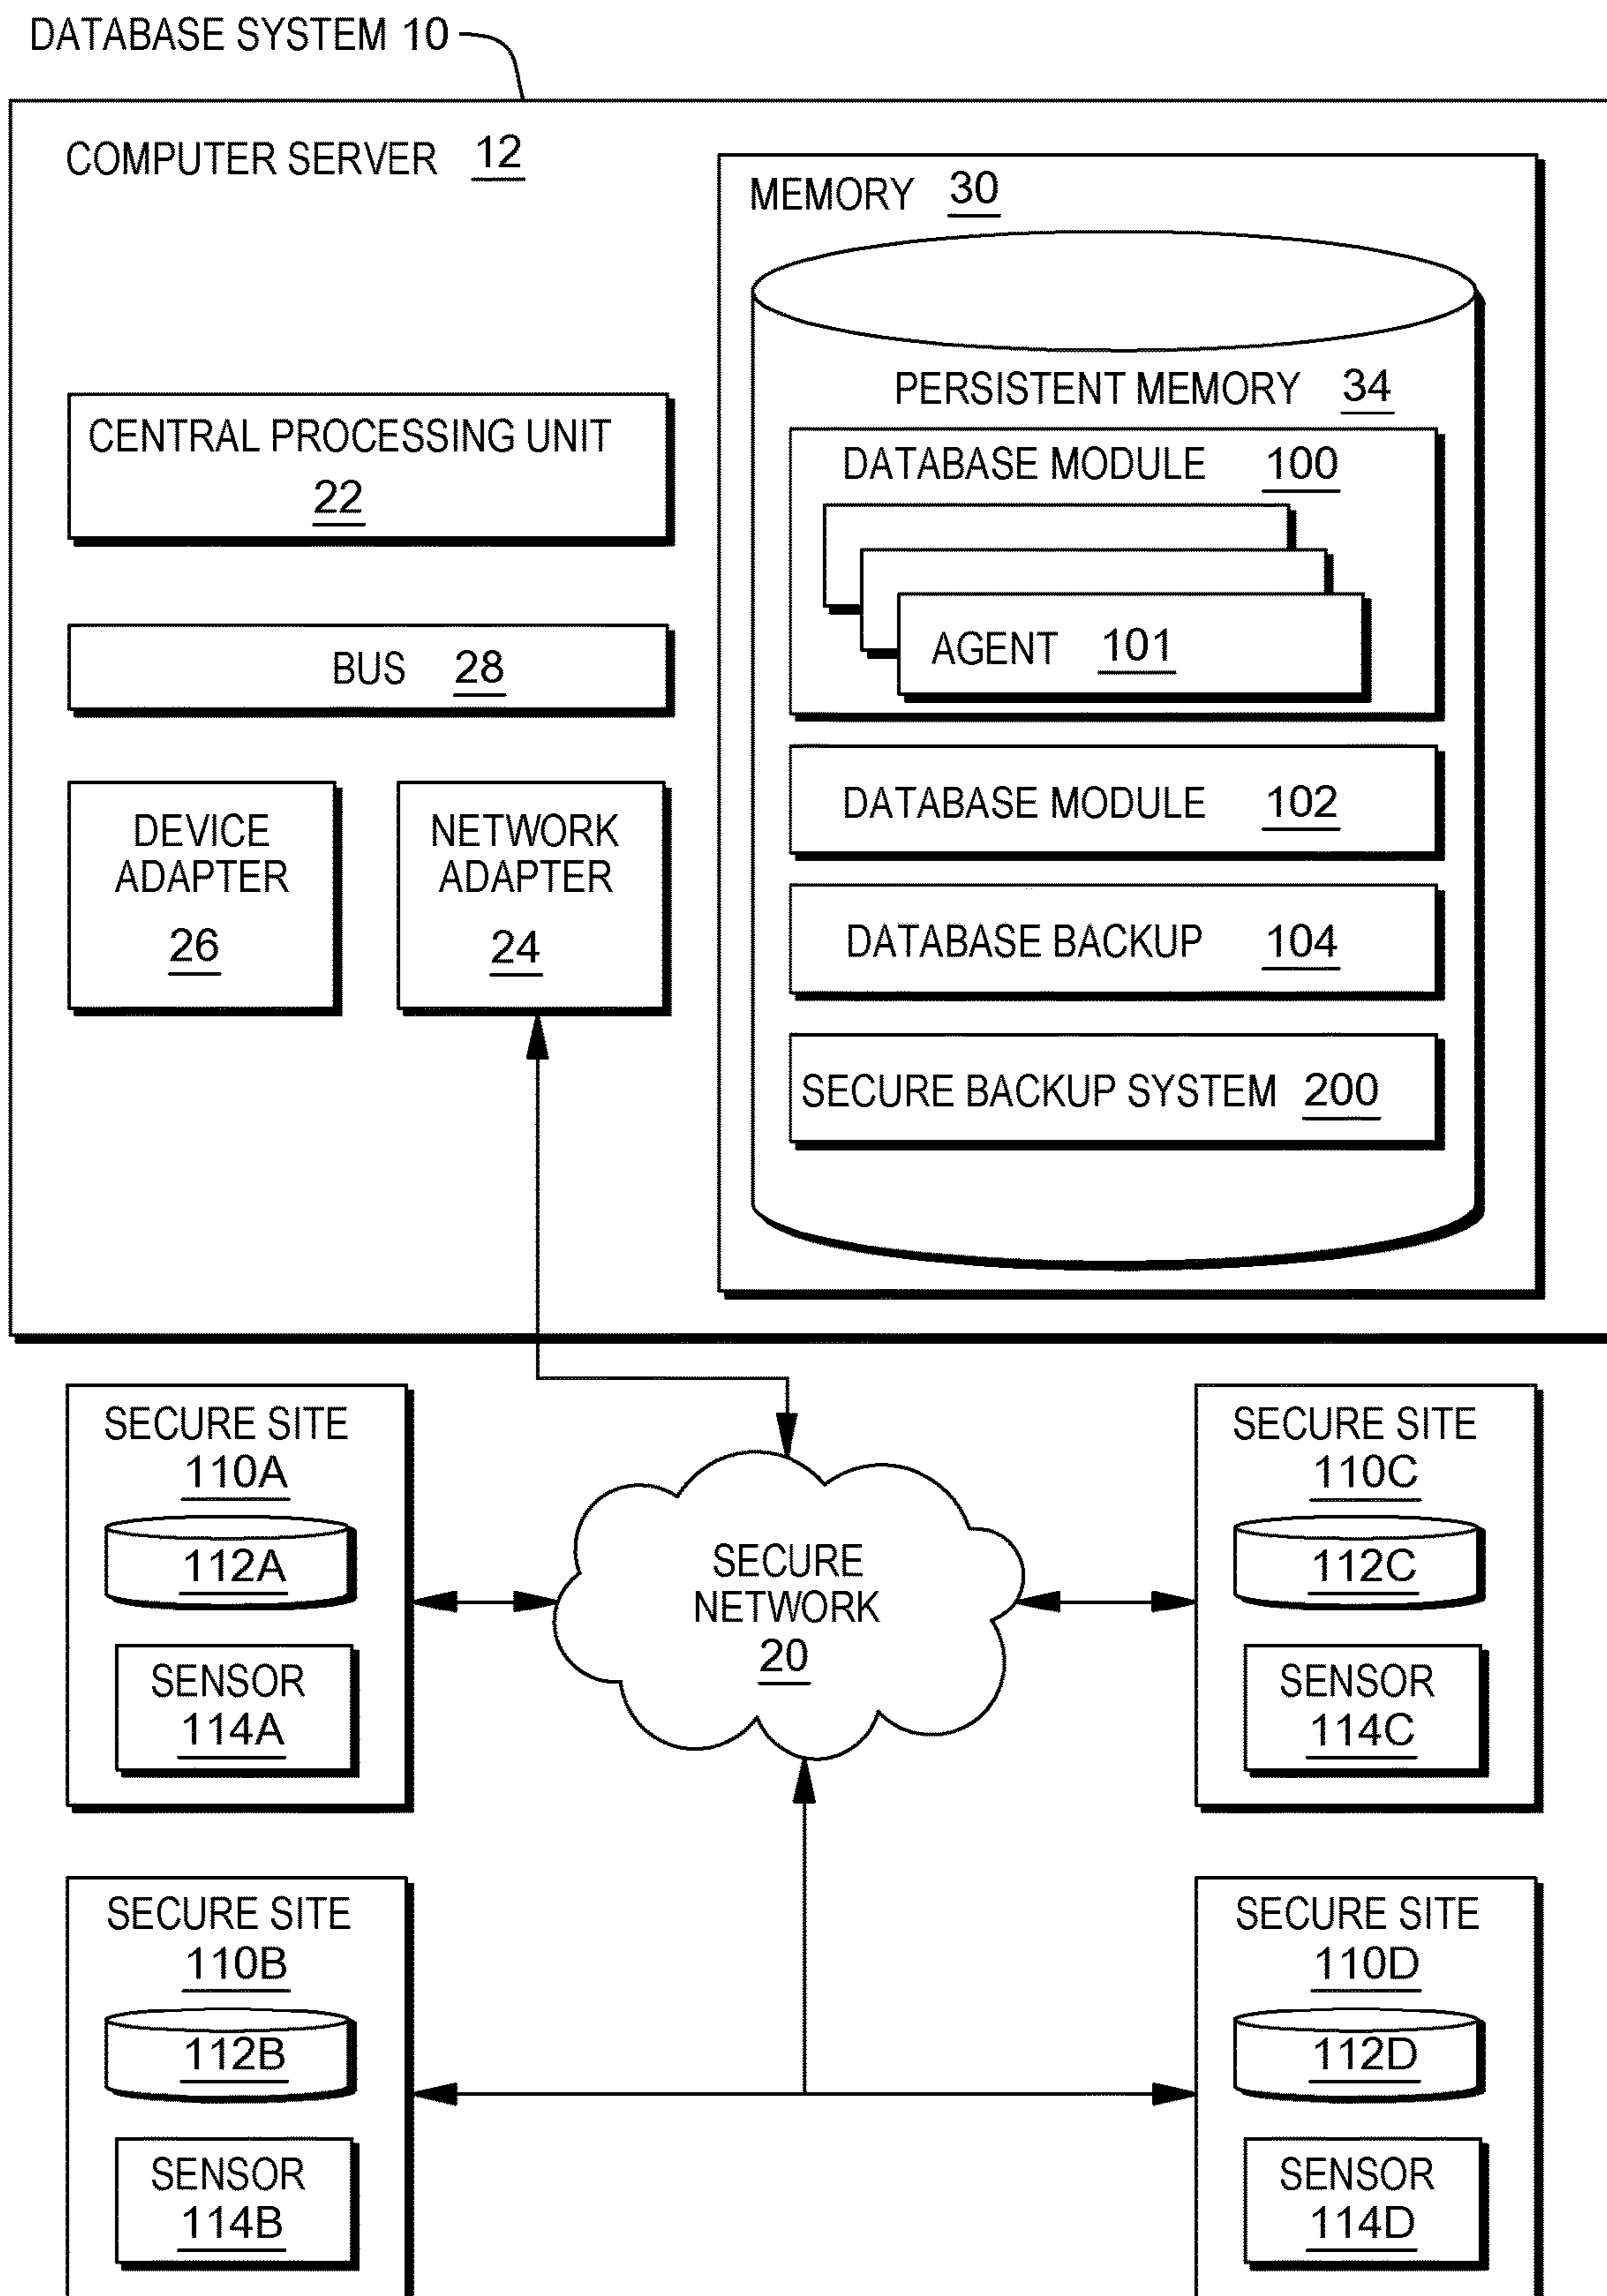 DATABASE SYSTEM 10
COMPUTER SERVER 12
MEMORY 30
PERSISTENT MEMORY 34
CENTRAL PROCESSING UNIT
22
DATABASE MODULE 100
AGENT 101
BUS 28
DATABASE MODULE 102
DEVICE
ADAPTER
26
NETWORK
ADAPTER
24
DATABASE BACKUP 104
SECURE BACKUP SYSTEM 200
SECURE SITE
110A
112A
SENSOR
114A
SECURE
NETWORK
20
SECURE SITE
110C
112C
SENSOR
114C
SECURE SITE
110B
112B
SENSOR
114B
SECURE SITE
110D
112D
SENSOR
114D